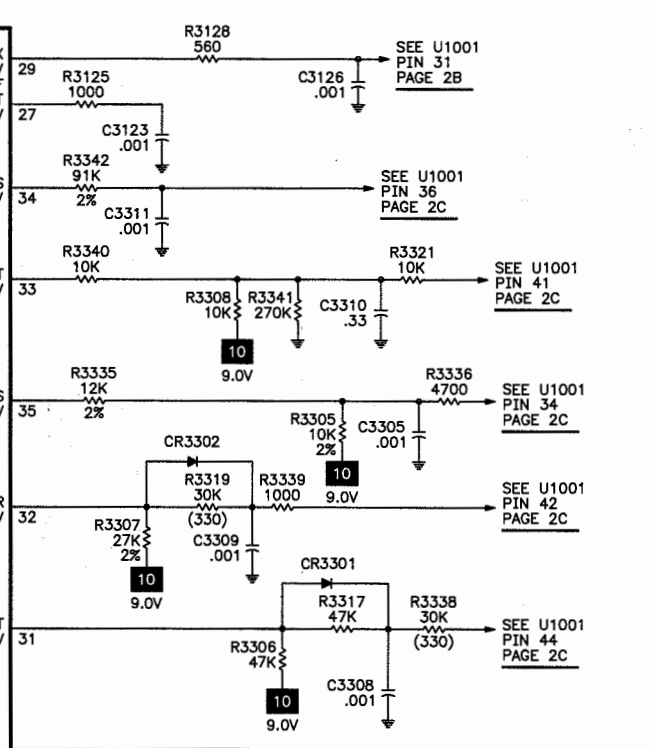 R3128
560
29
C3126
.001
SEE U1001
PIN 31
PAGE 2B
R3125
1000
27
C3123
.001
R3342
91K
2%
34
C3311
.001
SEE U1001
PIN 36
PAGE 2C
R3340
10K
33
R3308
10K
10
9.0V
R3341
270K
C3310
.33
R3321
10K
SEE U1001
PIN 41
PAGE 2C
R3335
12K
2%
35
R3305
10K
2%
10
9.0V
C3305
.001
R3336
4700
SEE U1001
PIN 34
PAGE 2C
CR3302
R3319
30K
(330)
R3339
1000
32
R3307
27K
2%
10
9.0V
C3309
.001
SEE U1001
PIN 42
PAGE 2C
CR3301
R3317
47K
R3338
30K
(330)
31
R3306
47K
10
9.0V
C3308
.001
SEE U1001
PIN 44
PAGE 2C